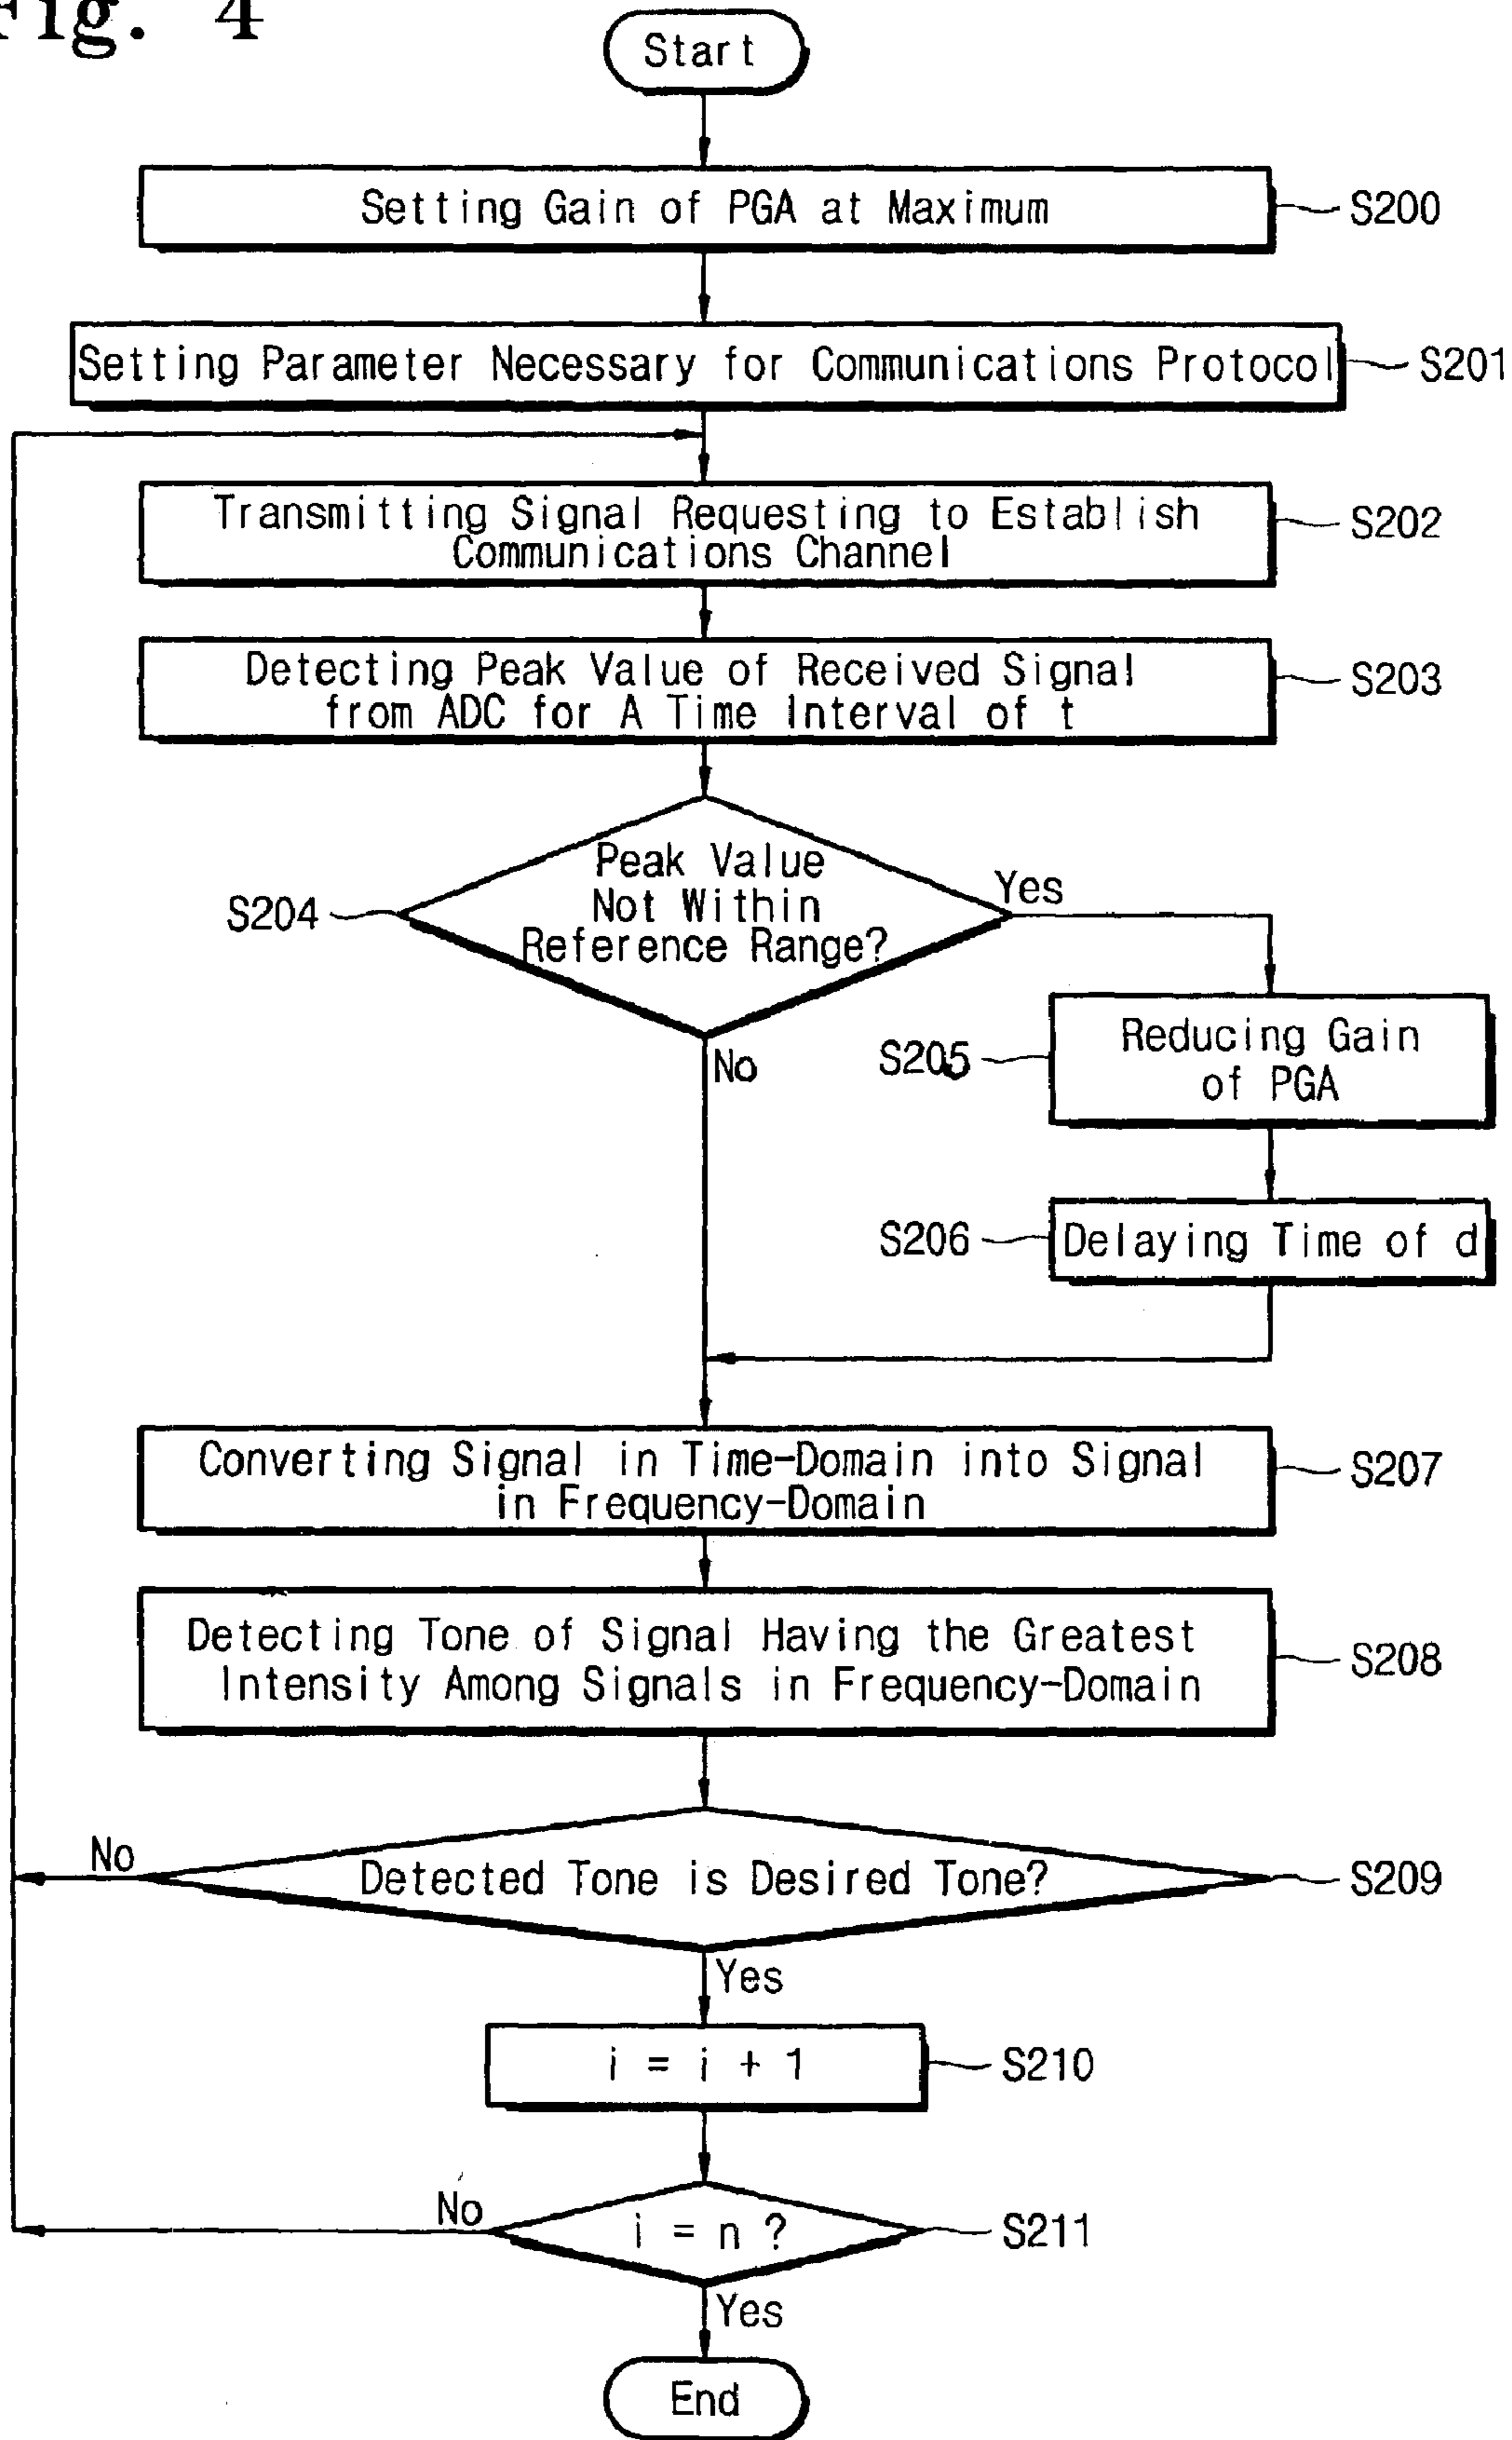 Fig. 4
Start
Setting Gain of PGA at Maximum
S200
Setting Parameter Necessary for Communications Protocol
S201
Transmitting Signal Requesting to Establish
Communications Channel
S202
Detecting Peak Value of Received Signal
from ADC for A Time Interval of t
S203
Peak Value
Not Within
Reference Range?
S204
Yes
No
Reducing Gain
of PGA
S205
Delaying Time of d
S206
Converting Signal in Time-Domain into Signal
in Frequency-Domain
S207
Detecting Tone of Signal Having the Greatest
Intensity Among Signals in Frequency-Domain
S208
No
Detected Tone is Desired Tone?
S209
Yes
i = i + 1
S210
No
i = n ?
S211
Yes
End